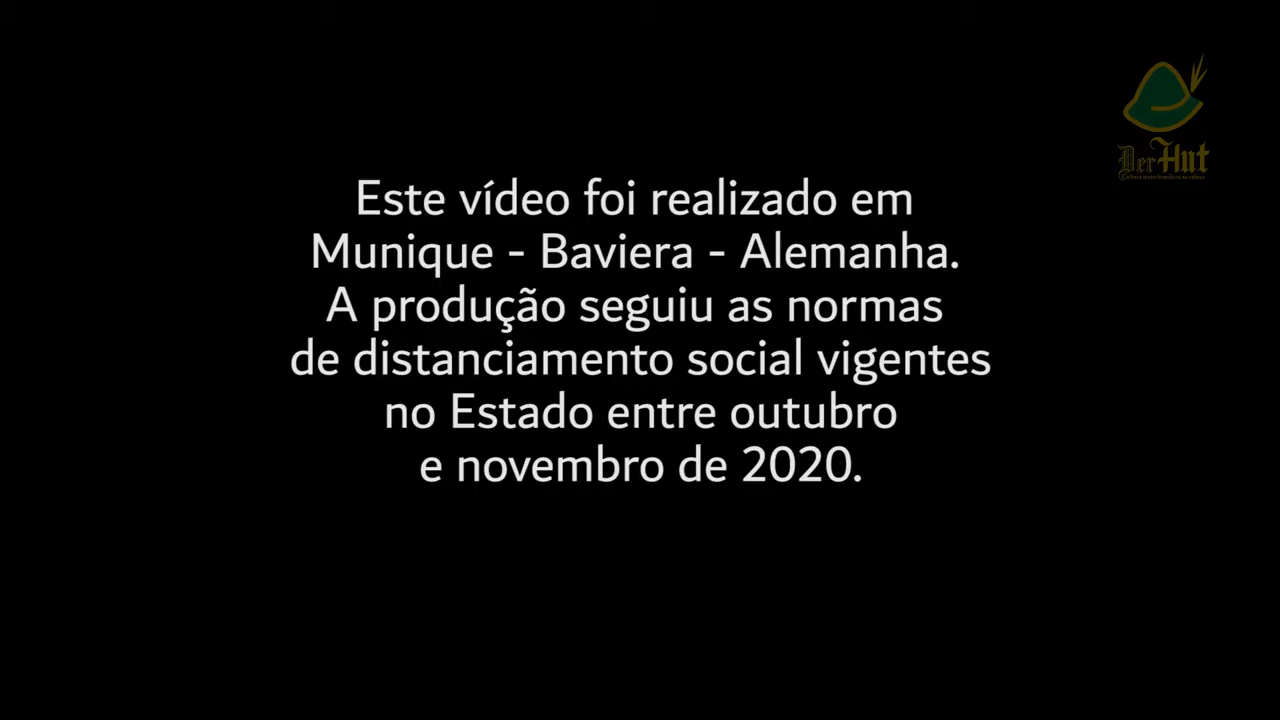 Der Hut
Este vídeo foi realizado em
Munique - Baviera - Alemanha.
A produção seguiu as normas
de distanciamento social vigentes
no Estado entre outubro
e novembro de 2020.